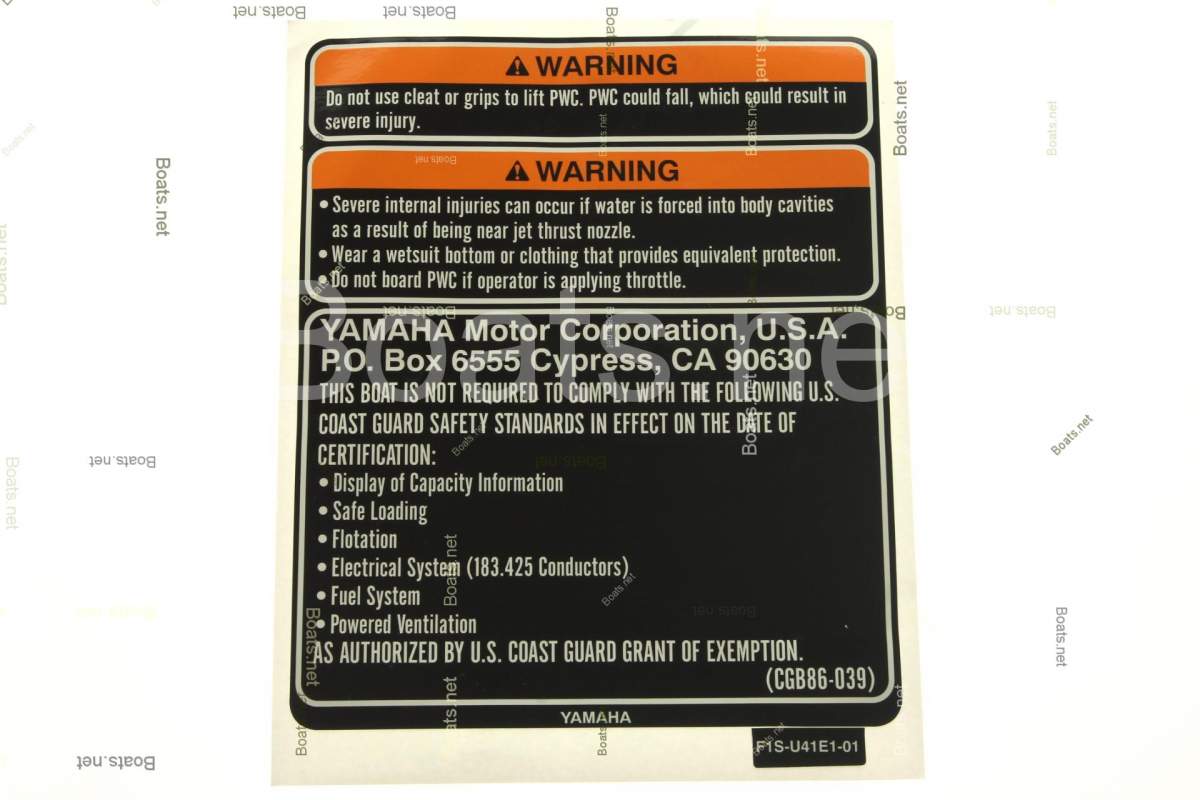 ⚠ WARNING
Do not use cleat or grips to lift PWC. PWC could fall, which could result in
severe injury.
⚠ WARNING
• Severe internal injuries can occur if water is forced into body cavities
as a result of being near jet thrust nozzle.
• Wear a wetsuit bottom or clothing that provides equivalent protection.
• Do not board PWC if operator is applying throttle.
YAMAHA Motor Corporation, U.S.A.
P.O. Box 6555 Cypress, CA 90630
THIS BOAT IS NOT REQUIRED TO COMPLY WITH THE FOLLOWING U.S.
COAST GUARD SAFETY STANDARDS IN EFFECT ON THE DATE OF
CERTIFICATION:
• Display of Capacity Information
• Safe Loading
• Flotation
• Electrical System (183.425 Conductors)
• Fuel System
• Powered Ventilation
AS AUTHORIZED BY U.S. COAST GUARD GRANT OF EXEMPTION.
(CGB86-039)
YAMAHA
F1S-U41E1-01
Boats.net